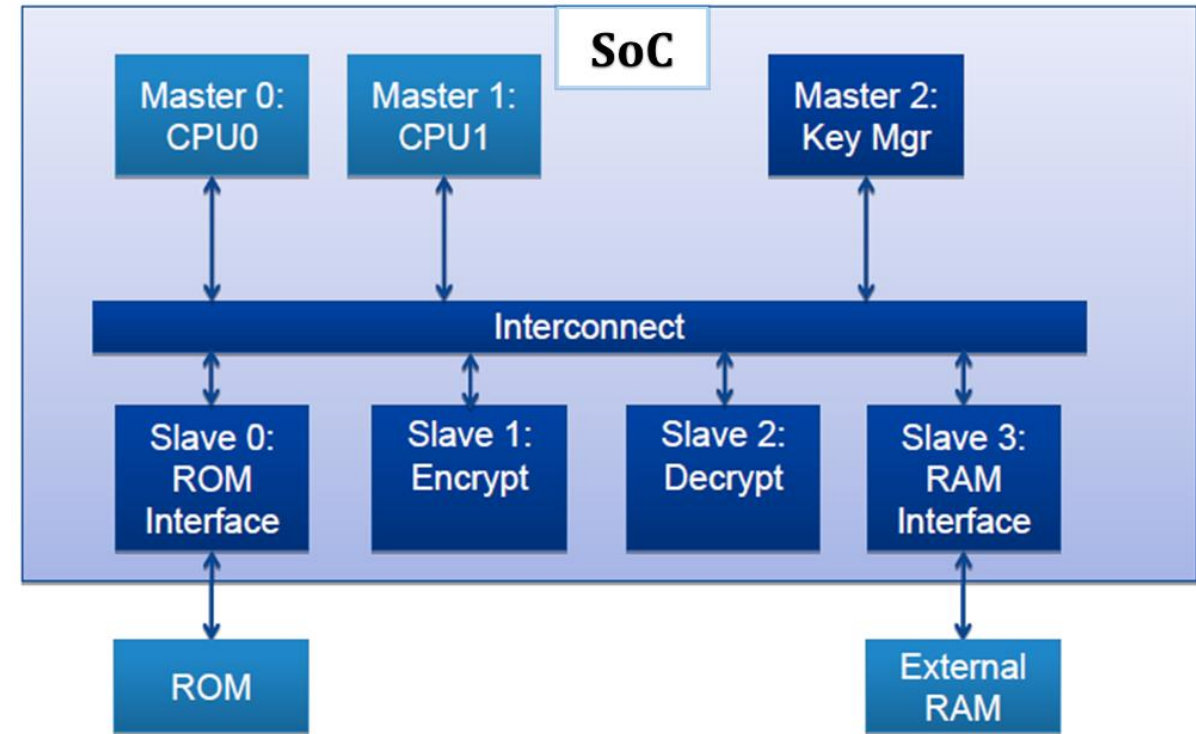 SoC
Master 0:
CPU0
Master 1:
CPU1
Master 2:
Key Mgr
Interconnect
Slave 0:
ROM
Interface
Slave 1:
Encrypt
Slave 2:
Decrypt
Slave 3:
RAM
Interface
ROM
External
RAM